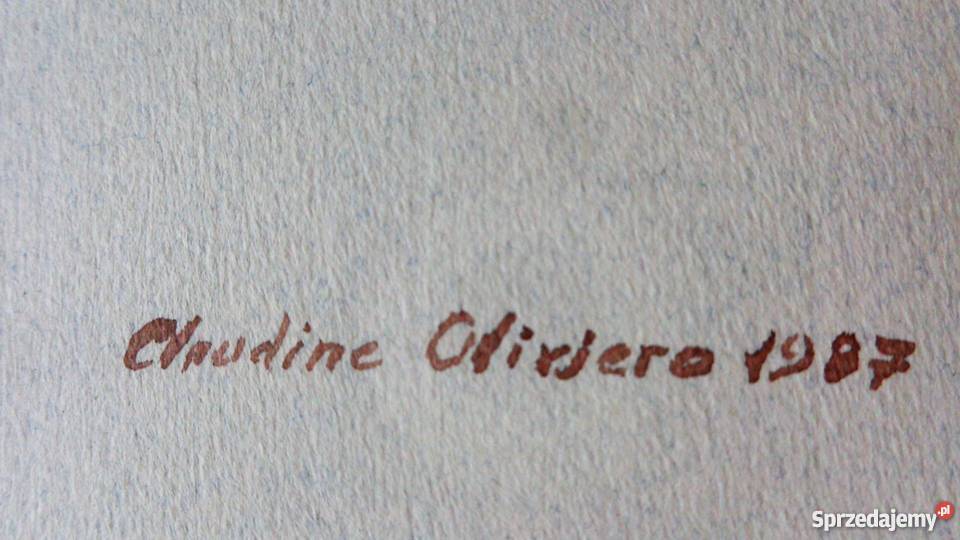 Claudine Olivjero 1987
Sprzedajemy.pl